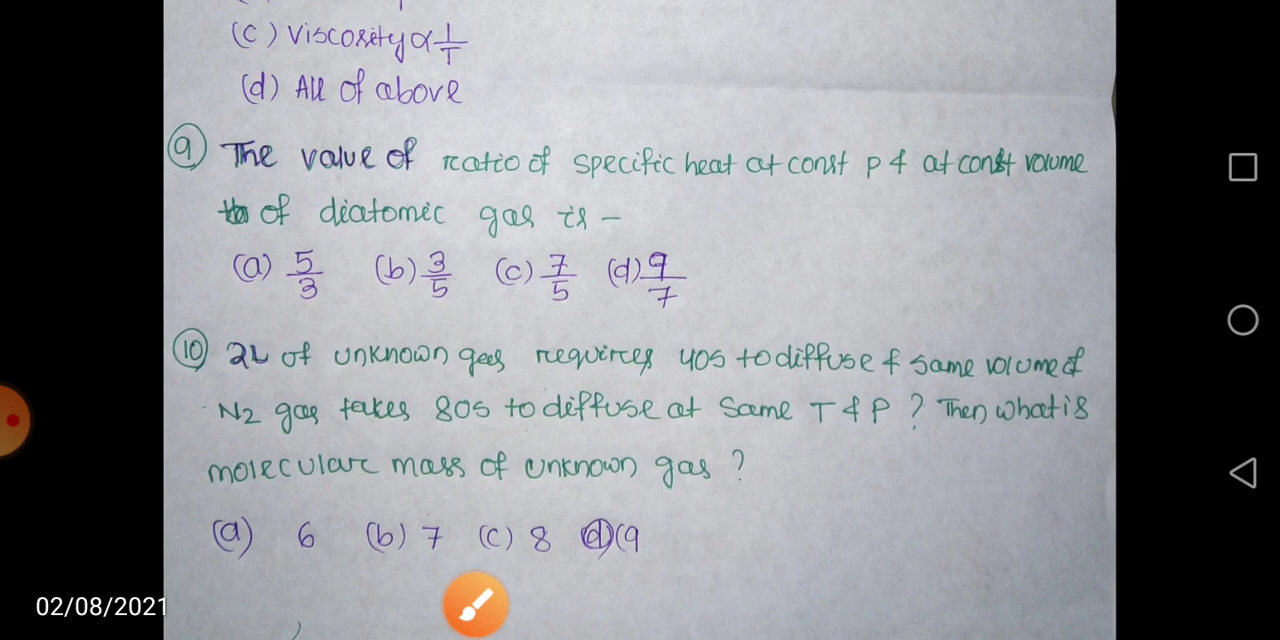 (c) Viscosity ∝ 1/T
(d) All of above
9 The value of ratio of specific heat at const P & at const volume
of diatomic gas is –
(a) 5/3 (b) 3/5 (c) 7/5 (d) 9/7
10 2L of unknown gas requires 40s to diffuse & same volume of
N2 gas takes 80s to diffuse at same T & P ? Then what is
molecular mass of unknown gas ?
(a) 6 (b) 7 (c) 8 (d) 9
02/08/2021